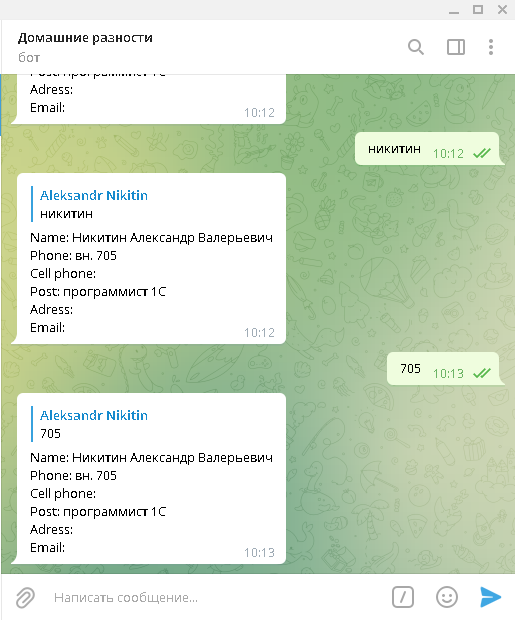 Домашние разности
бот
Post: программист 1С
Adress:
Email:
10:12
никитин 10:12
Aleksandr Nikitin
никитин
Name: Никитин Александр Валерьевич
Phone: вн. 705
Cell phone:
Post: программист 1С
Adress:
Email:
10:12
705 10:13
Aleksandr Nikitin
705
Name: Никитин Александр Валерьевич
Phone: вн. 705
Cell phone:
Post: программист 1С
Adress:
Email:
10:13
Написать сообщение...